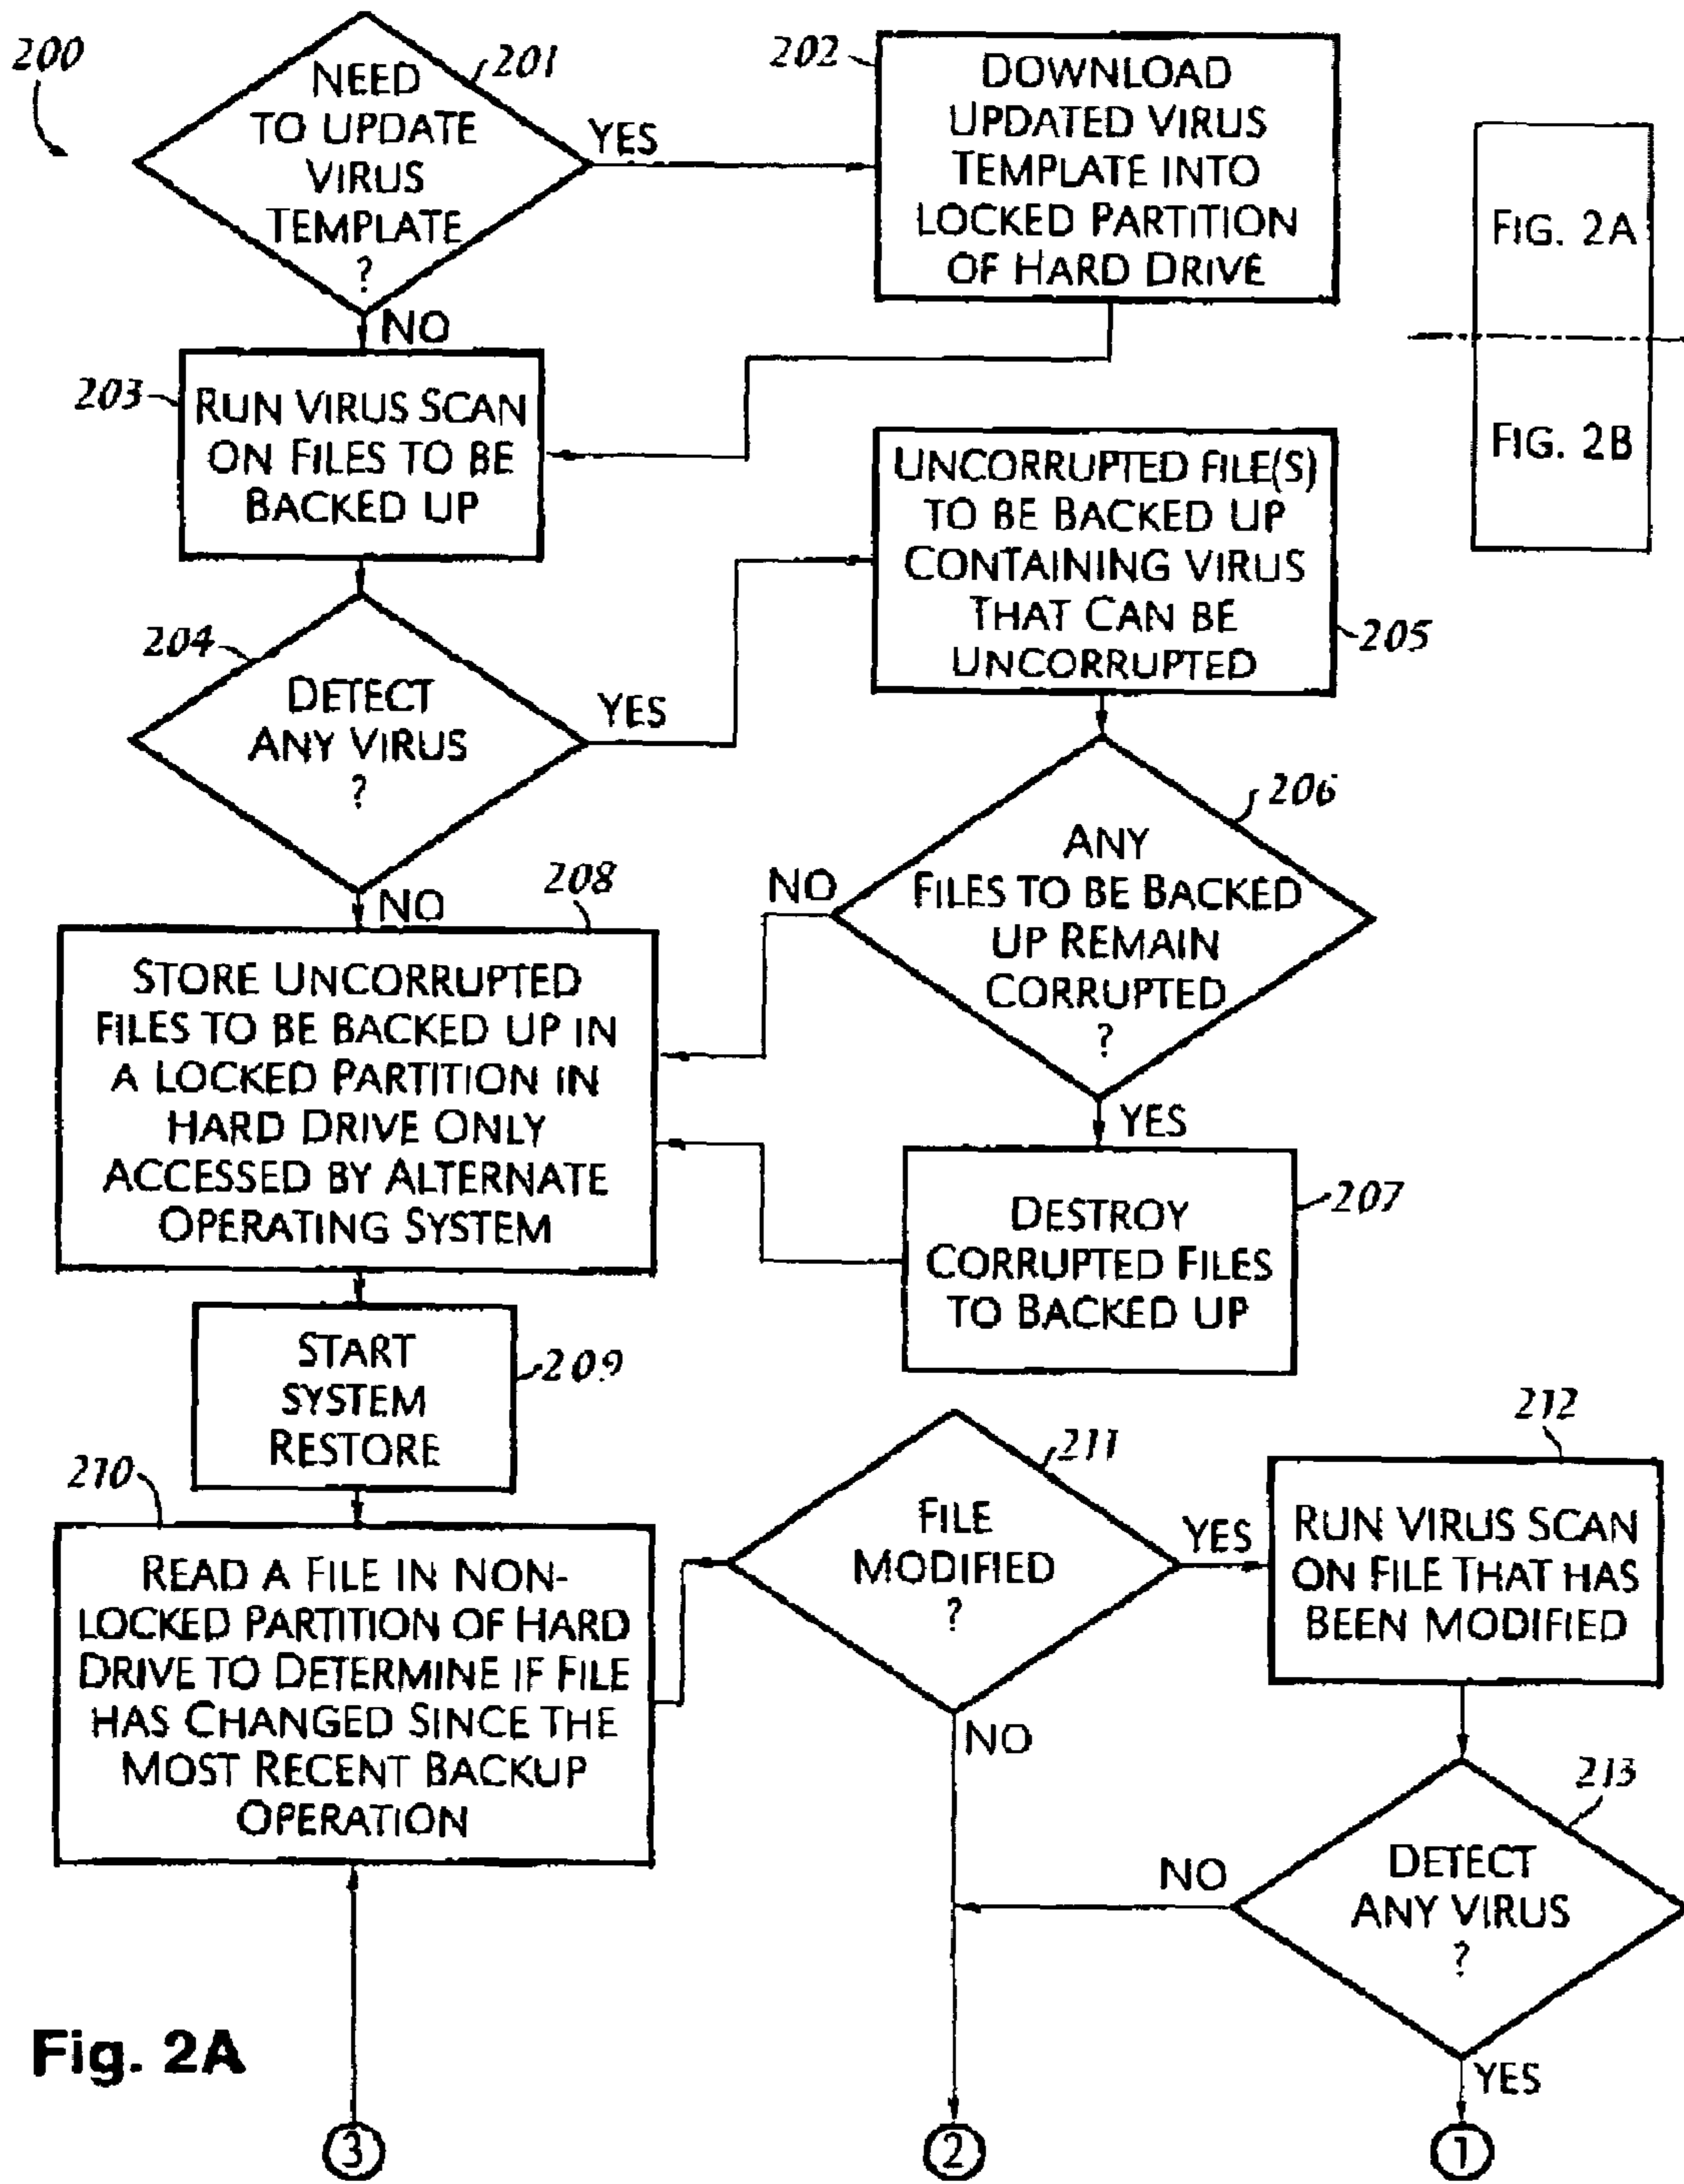 200
201
NEED
TO UPDATE
VIRUS
TEMPLATE
?
YES
NO
202
DOWNLOAD
UPDATED VIRUS
TEMPLATE INTO
LOCKED PARTITION
OF HARD DRIVE
FIG. 2A
FIG. 2B
203
RUN VIRUS SCAN
ON FILES TO BE
BACKED UP
204
DETECT
ANY VIRUS
?
YES
NO
UNCORRUPTED FILE(S)
TO BE BACKED UP
CONTAINING VIRUS
THAT CAN BE
UNCORRUPTED
205
206
ANY
FILES TO BE BACKED
UP REMAIN
CORRUPTED
?
NO
YES
207
DESTROY
CORRUPTED FILES
TO BACKED UP
208
STORE UNCORRUPTED
FILES TO BE BACKED UP IN
A LOCKED PARTITION IN
HARD DRIVE ONLY
ACCESSED BY ALTERNATE
OPERATING SYSTEM
START
SYSTEM
RESTORE
209
210
READ A FILE IN NON-
LOCKED PARTITION OF HARD
DRIVE TO DETERMINE IF FILE
HAS CHANGED SINCE THE
MOST RECENT BACKUP
OPERATION
211
FILE
MODIFIED
?
YES
NO
212
RUN VIRUS SCAN
ON FILE THAT HAS
BEEN MODIFIED
213
DETECT
ANY VIRUS
?
NO
YES
Fig. 2A
3
2
1